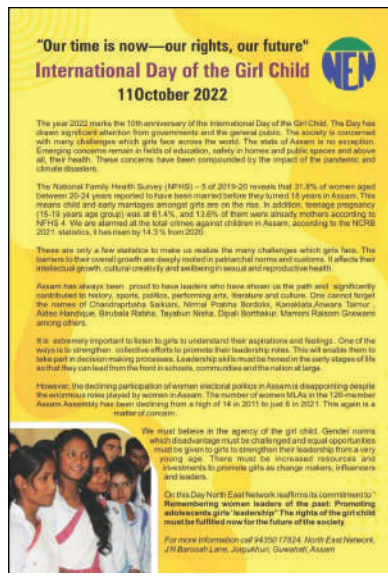 "Our time is now—our rights, our future"
NEN
International Day of the Girl Child
11October 2022
The year 2022 marks the 10th anniversary of the International Day of the Girl Child. The Day has
drawn significant attention from governments and the general public. The society is concerned
with many challenges which girls face across the world. The state of Assam is no exception.
Emerging concerns remain in fields of education, safety in homes and public spaces and above
all, their health. These concerns have been compounded by the impact of the pandemic and
climate disasters.
The National Family Health Survey (NFHS) – 5 of 2019-20 reveals that 31.8% of women aged
between 20-24 years reported to have been married before they turned 18 years in Assam. This
means child and early marriages amongst girls are on the rise. In addition, teenage pregnancy
(15-19 years age group) was at 61.4%, and 13.6% of them were already mothers according to
NFHS 4. We are alarmed at the total crimes against children in Assam; according to the NCRB
2021 statistics, it has risen by 14.3% from 2020.
These are only a few statistics to make us realize the many challenges which girls face. The
barriers to their overall growth are deeply rooted in patriarchal norms and customs. It affects their
intellectual growth, cultural creativity and wellbeing in sexual and reproductive health.
Assam has always been proud to have leaders who have shown us the path and significantly
contributed to history, sports, politics, performing arts, literature and culture. One cannot forget
the names of Chandraprbaha Saikiani, Nirmal Prabha Bordoloi, Kanaklata,Anwara Taimur ,
Aideo Handique, Birubala Rabha, Tayabun Nisha, Dipali Borthakur, Mamoni Raisom Goswami
among others.
It is extremely important to listen to girls to understand their aspirations and feelings . One of the
ways is to strengthen collective efforts to promote their leadership roles. This will enable them to
take part in decision making processes. Leadership skills must be honed in the early stages of life
so that they can lead from the front in schools, communities and the nation at large.
However, the declining participation of women electoral politics in Assam is disappointing despite
the enormous roles played by women in Assam. The number of women MLAs in the 126-member
Assam Assembly has been declining from a high of 14 in 2011 to just 6 in 2021. This again is a
matter of concern.
We must believe in the agency of the girl child. Gender norms
which disadvantage must be challenged and equal opportunities
must be given to girls to strengthen their leadership from a very
young age. There must be increased resources and
investments to promote girls as change makers, influencers
and leaders.
On this Day North East Network reaffirms its commitment to "
Remembering women leaders of the past: Promoting
adolescents girls 'leadership" The rights of the girl child
must be fulfilled now for the future of the society.
For more information call 94350 17824, North East Network,
J N Barooah Lane, Jorpukhuri, Guwahati, Assam